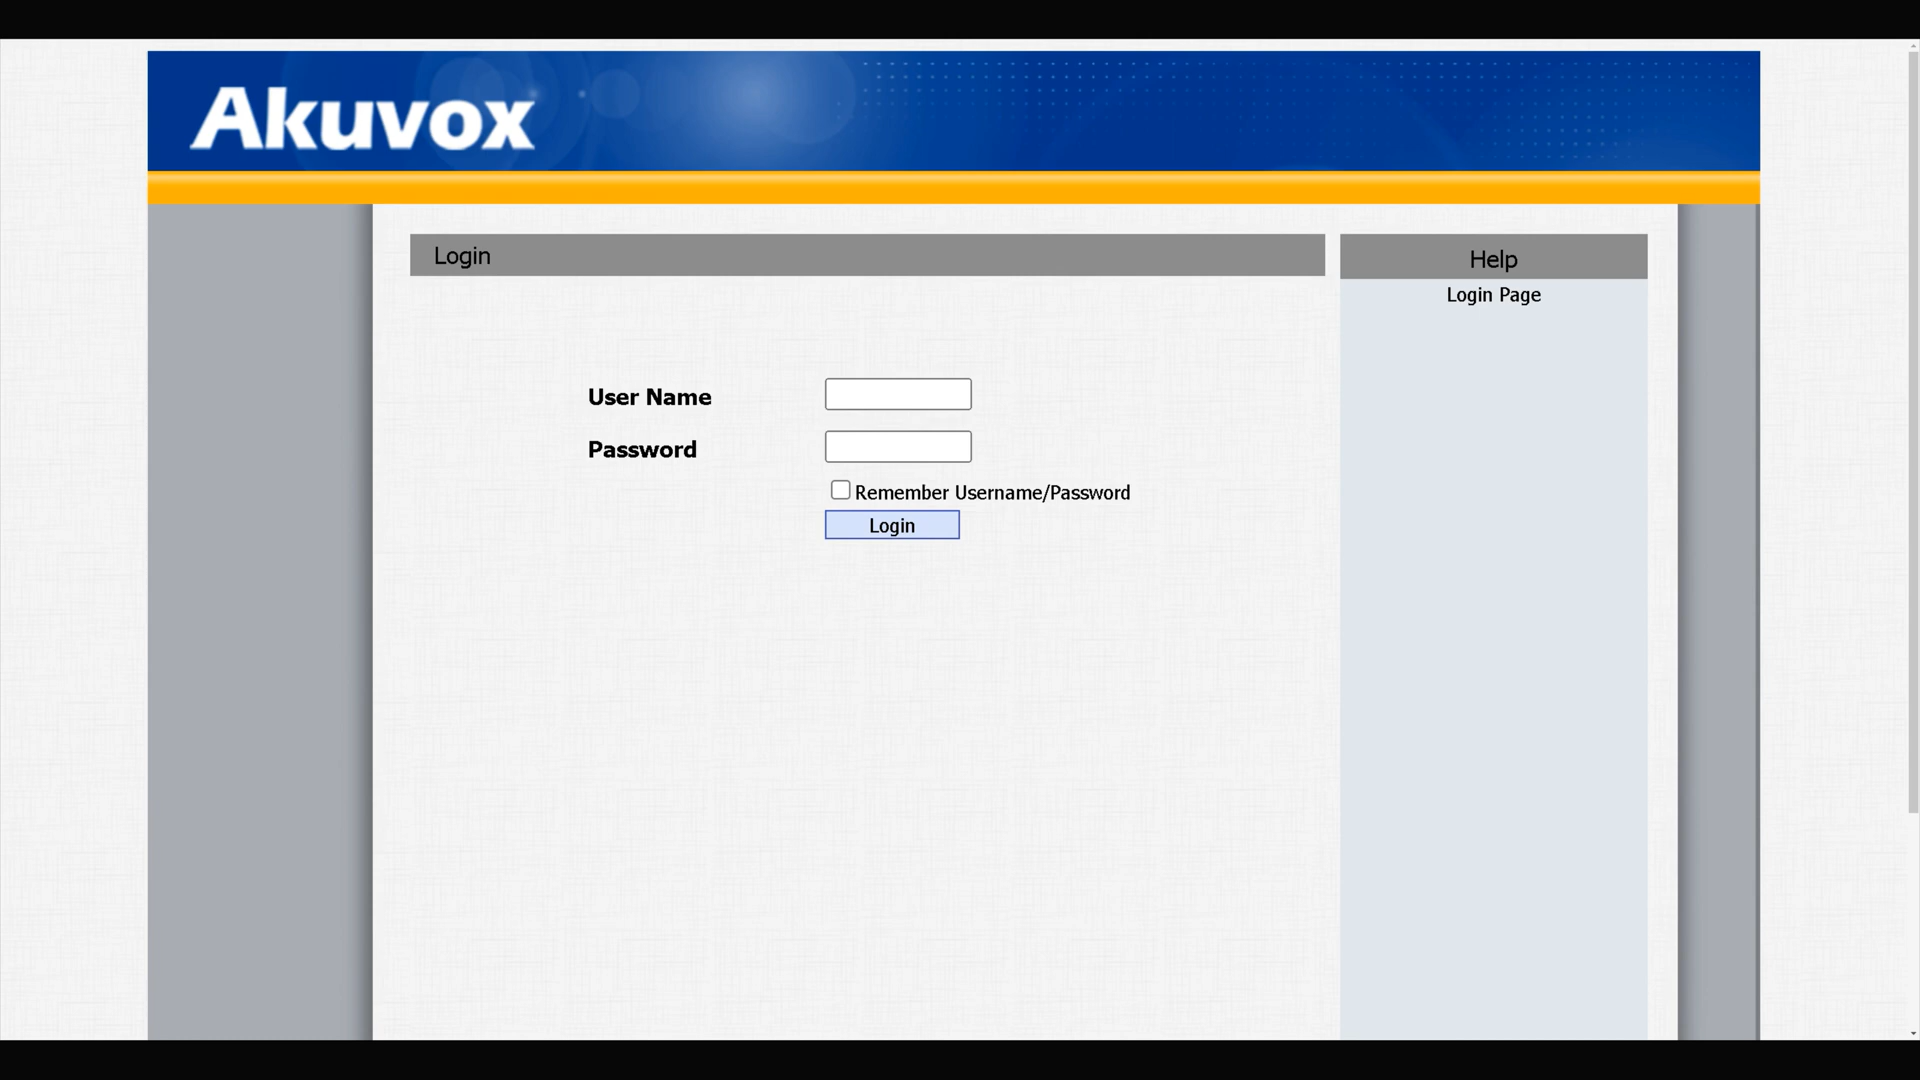 Akuvox
Login
Help
Login Page
User Name
Password
Remember Username/Password
Login